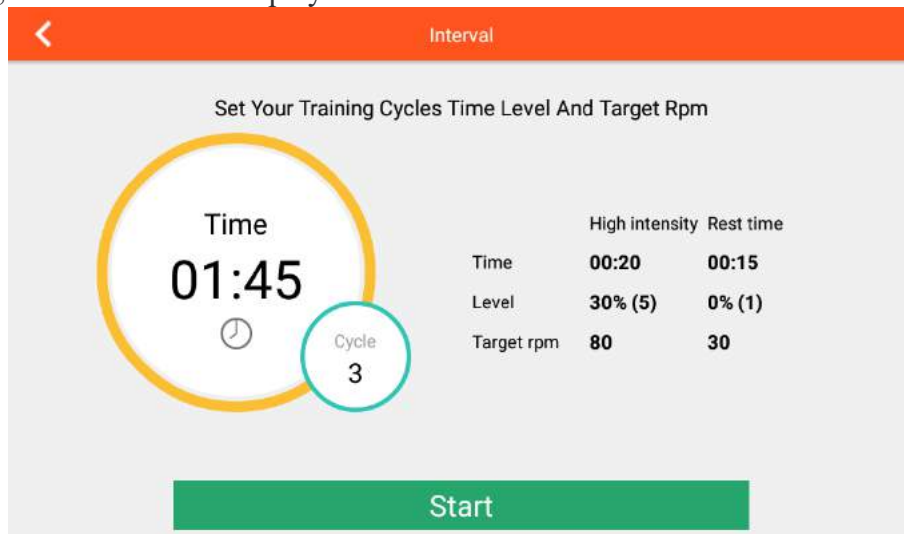 Interval
Set Your Training Cycles Time Level And Target Rpm
Time
01:45
Cycle
3
High intensity Rest time
Time 00:20 00:15
Level 30% (5) 0% (1)
Target rpm 80 30
Start